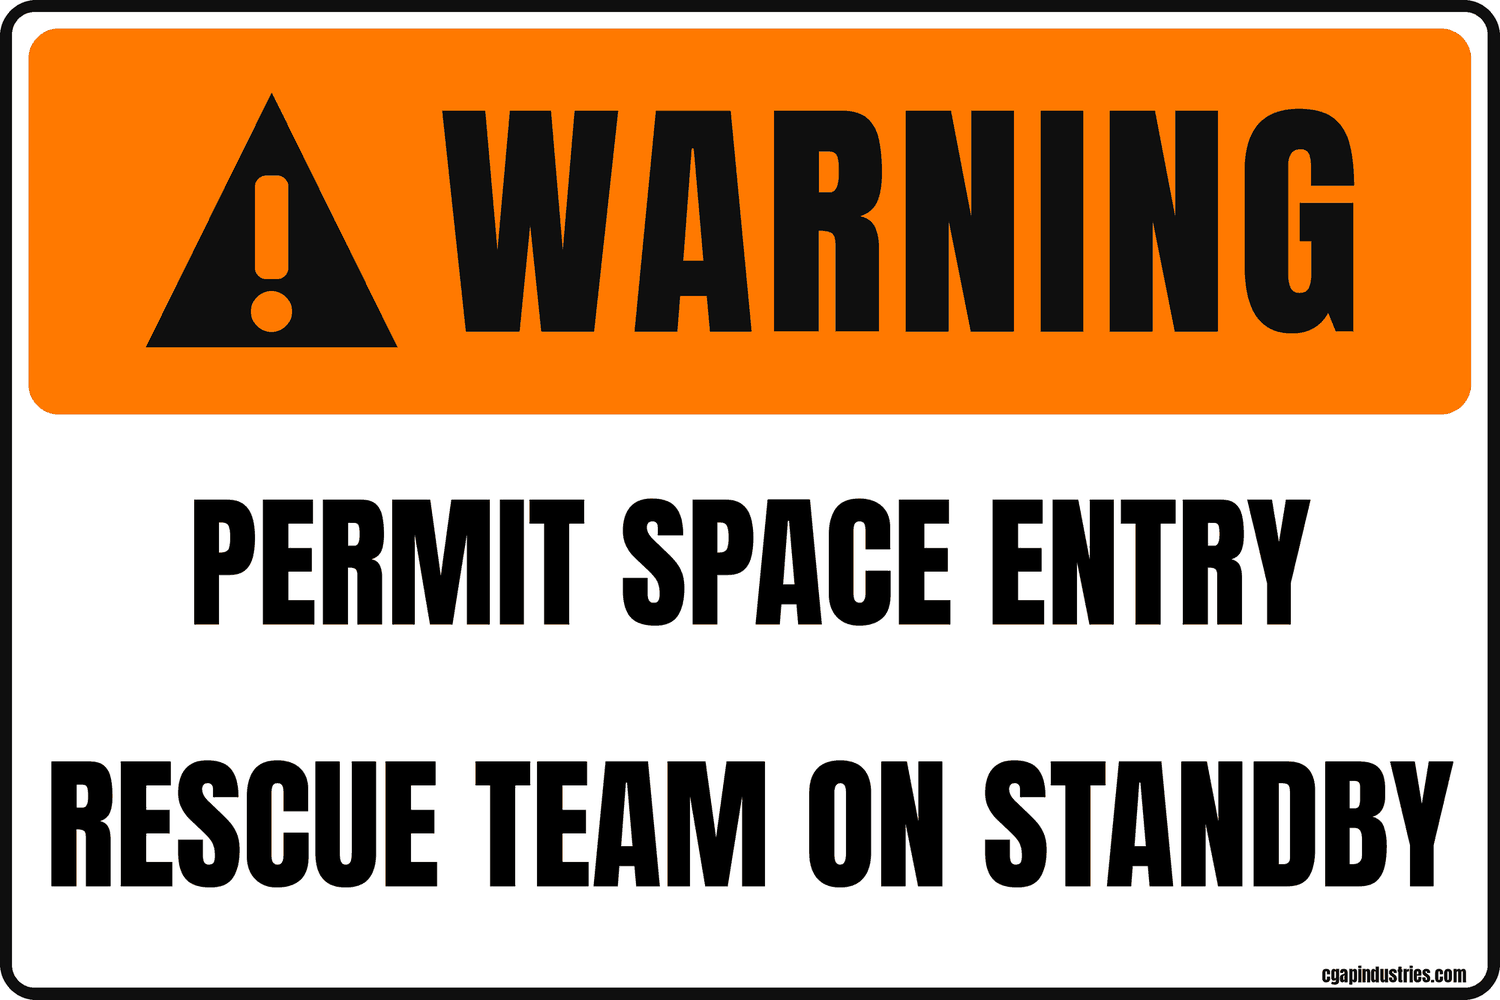 WARNING
PERMIT SPACE ENTRY
RESCUE TEAM ON STANDBY
cgapindustries.com